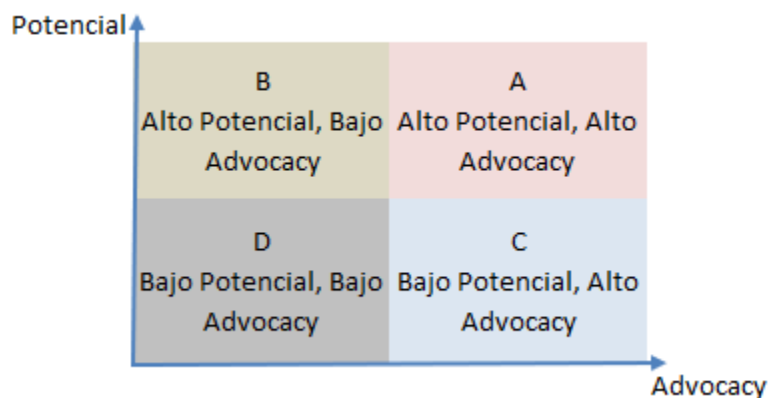 Potencial
B
Alto Potencial, Bajo
Advocacy
A
Alto Potencial, Alto
Advocacy
D
Bajo Potencial, Bajo
Advocacy
C
Bajo Potencial, Alto
Advocacy
Advocacy